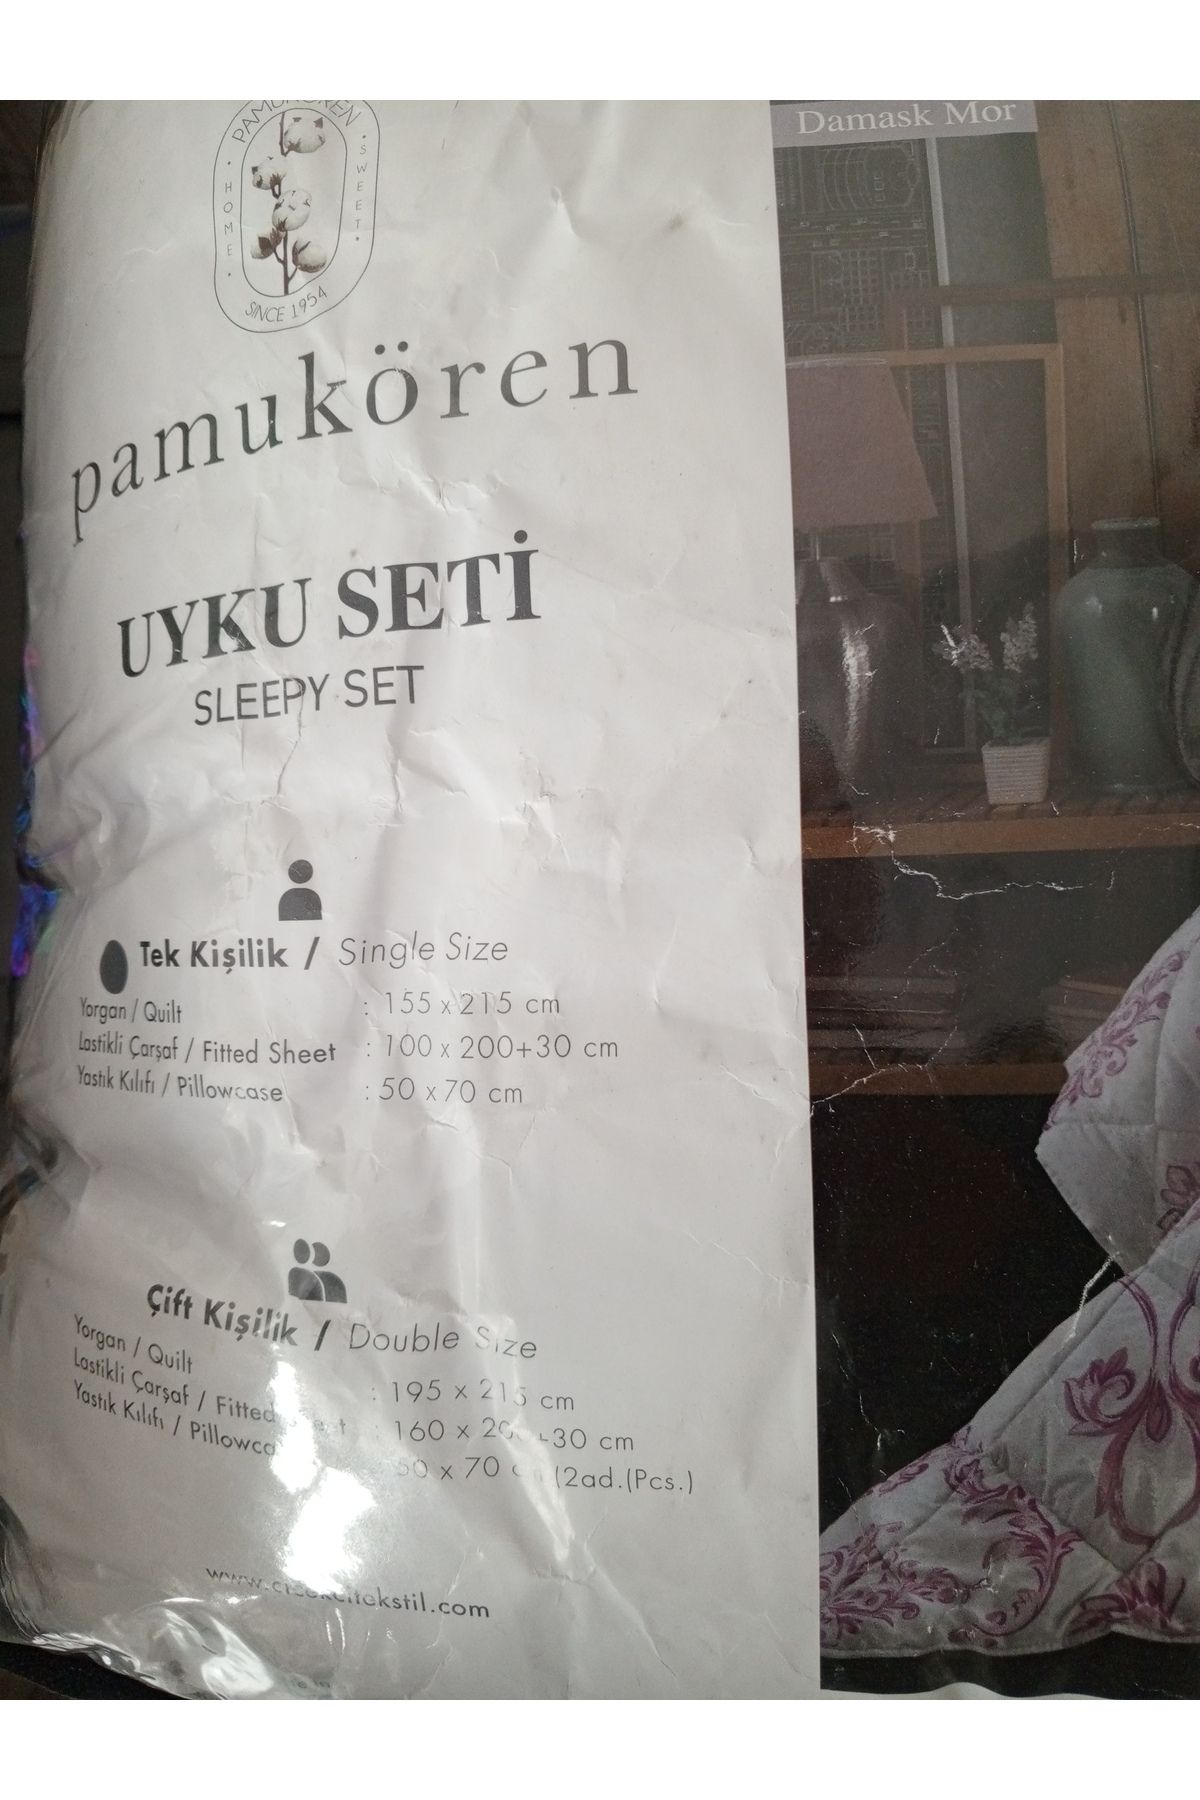 PAMUKÖREN
HOME
SWEET
SINCE 1954
Damask Mor
pamukören
UYKU SETİ
SLEEPY SET
Tek Kişilik / Single Size
Yorgan / Quilt : 155 x 215 cm
Lastikli Çarşaf / Fitted Sheet : 100 x 200+30 cm
Yastık Kılıfı / Pillowcase : 50 x 70 cm
Çift Kişilik / Double Size
Yorgan / Quilt : 195 x 215 cm
Lastikli Çarşaf / Fitted : 160 x +30 cm
Yastık Kılıfı / 50 x 70 (2ad.(Pcs.)